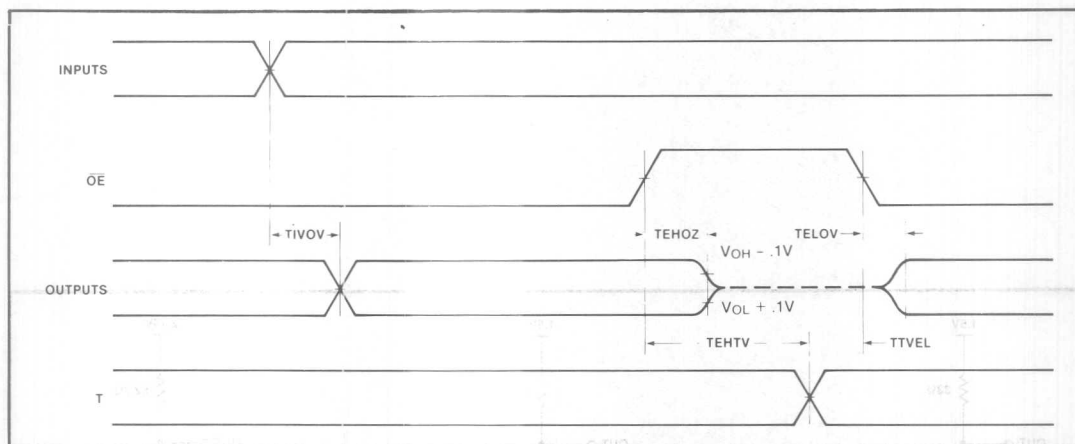 INPUTS
OE
TIVOV
TEHOZ
TELOV
VOH – .1V
OUTPUTS
VOL + .1V
TEHTV
TTVEL
T